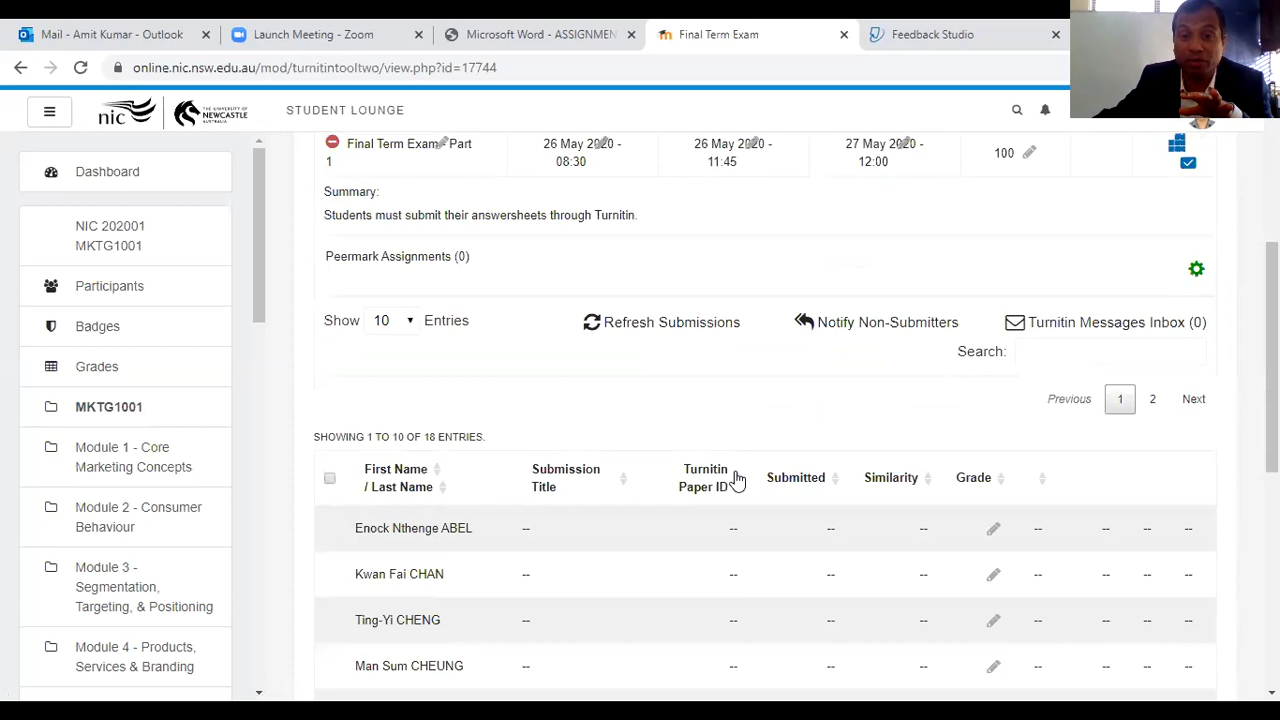 Mail - Amit Kumar - Outlook
Launch Meeting - Zoom
Microsoft Word - ASSIGNMEN
Final Term Exam
Feedback Studio
online.nic.nsw.edu.au/mod/turnitintooltwo/view.php?id=17744
nic
THE UNIVERSITY OF
NEWCASTLE
AUSTRALIA
STUDENT LOUNGE
Dashboard
NIC 202001
MKTG1001
Participants
Badges
Grades
MKTG1001
Module 1 - Core
Marketing Concepts
Module 2 - Consumer
Behaviour
Module 3 -
Segmentation,
Targeting, & Positioning
Module 4 - Products,
Services & Branding
Final Term Exam - Part
1
26 May 2020 -
08:30
26 May 2020 -
11:45
27 May 2020 -
12:00
100
Summary:
Students must submit their answersheets through Turnitin.
Peermark Assignments (0)
Show 10 Entries
Refresh Submissions
Notify Non-Submitters
Turnitin Messages Inbox (0)
Search:
Previous 1 2 Next
SHOWING 1 TO 10 OF 18 ENTRIES.
First Name
/ Last Name
Submission
Title
Turnitin
Paper ID
Submitted
Similarity
Grade
Enock Nthenge ABEL -- -- -- -- -- -- -- --
Kwan Fai CHAN -- -- -- -- -- -- -- --
Ting-Yi CHENG -- -- -- -- -- -- -- --
Man Sum CHEUNG -- -- -- -- -- -- -- --